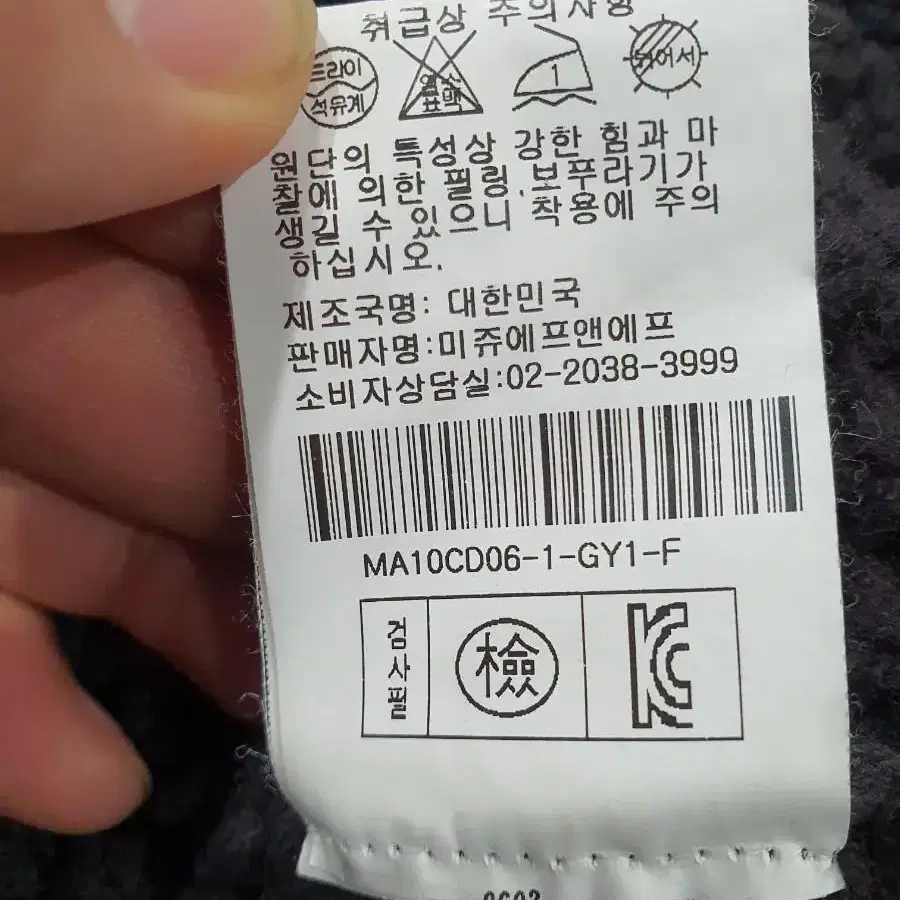 취급상 주의사항
드라이
석유계
염소
표백
1
뉘어서
원단의 특성상 강한 힘과 마
찰에 의한 필링,보푸라기가
생길 수 있으니 착용에 주의
하십시오.
제조국명: 대한민국
판매자명:미쥬에프앤에프
소비자상담실:02-2038-3999
MA10CD06-1-GY1-F
검사필
檢
KC